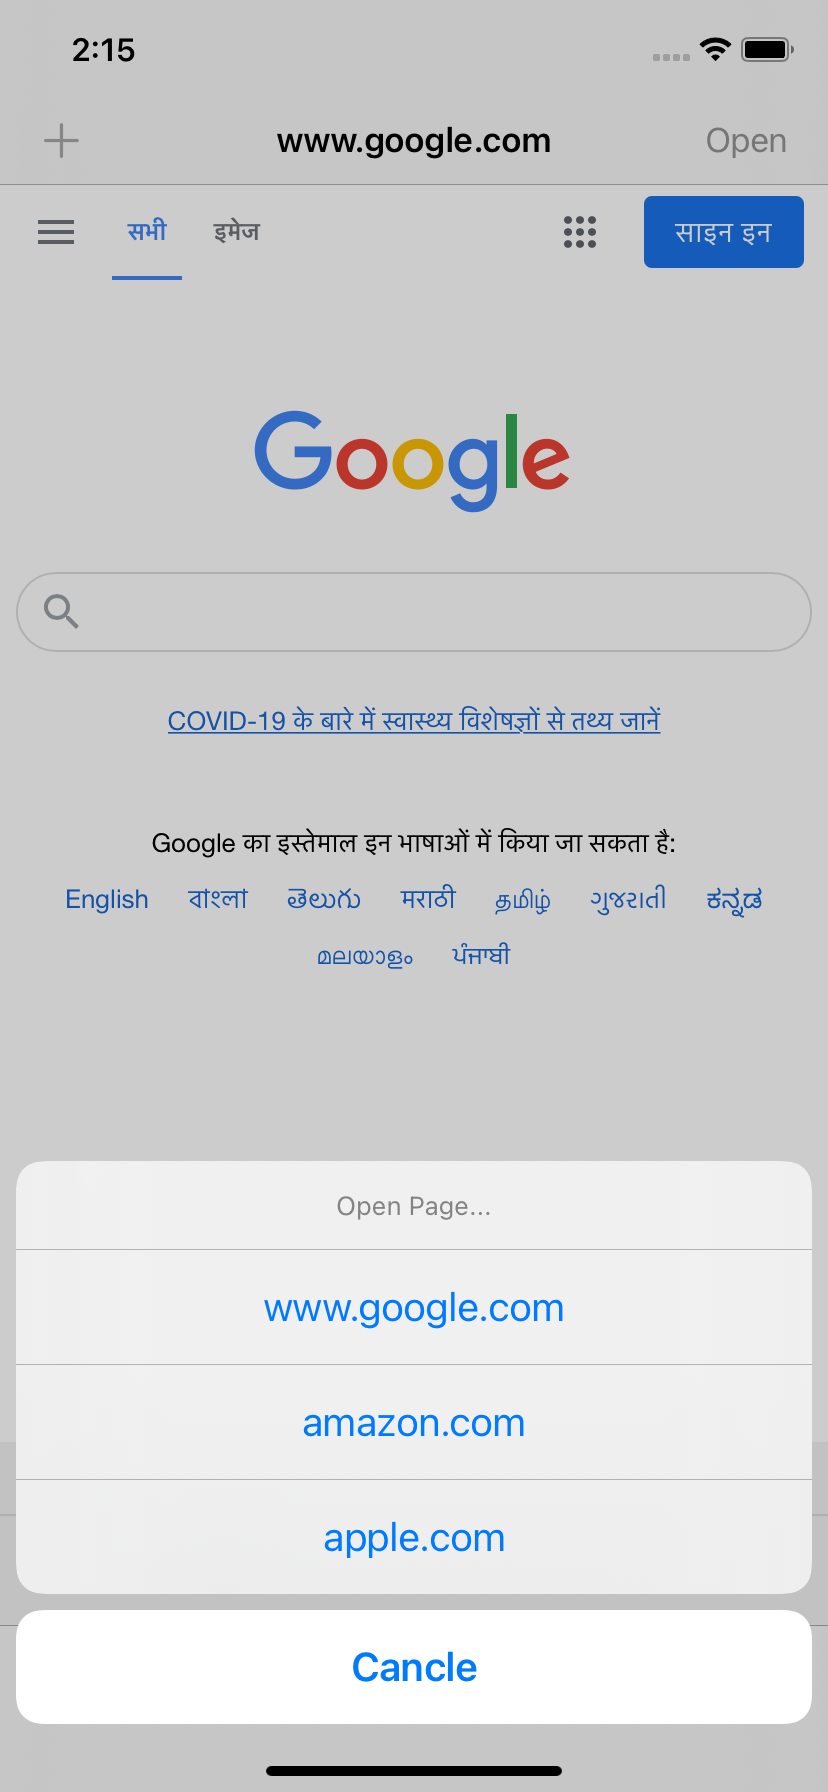 2:15
www.google.com Open
सभी इमेज साइन इन
Google
COVID-19 के बारे में स्वास्थ्य विशेषज्ञों से तथ्य जानें
Google का इस्तेमाल इन भाषाओं में किया जा सकता है:
English বাংলা తెలుగు मराठी தமிழ் ગુજરાતી ಕನ್ನಡ
മലയാളം ਪੰਜਾਬੀ
Open Page...
www.google.com
amazon.com
apple.com
Cancle